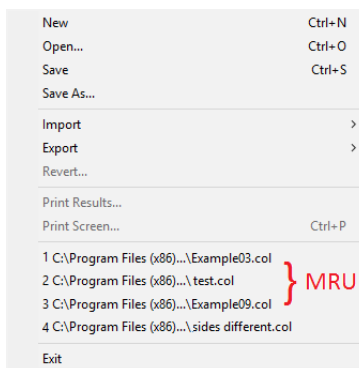 New Ctrl+N
Open... Ctrl+O
Save Ctrl+S
Save As...
Import
Export
Revert...
Print Results...
Print Screen... Ctrl+P
1 C:\Program Files (x86)...\Example03.col
2 C:\Program Files (x86)...\test.col
3 C:\Program Files (x86)...\Example09.col
4 C:\Program Files (x86)...\sides different.col
MRU
Exit